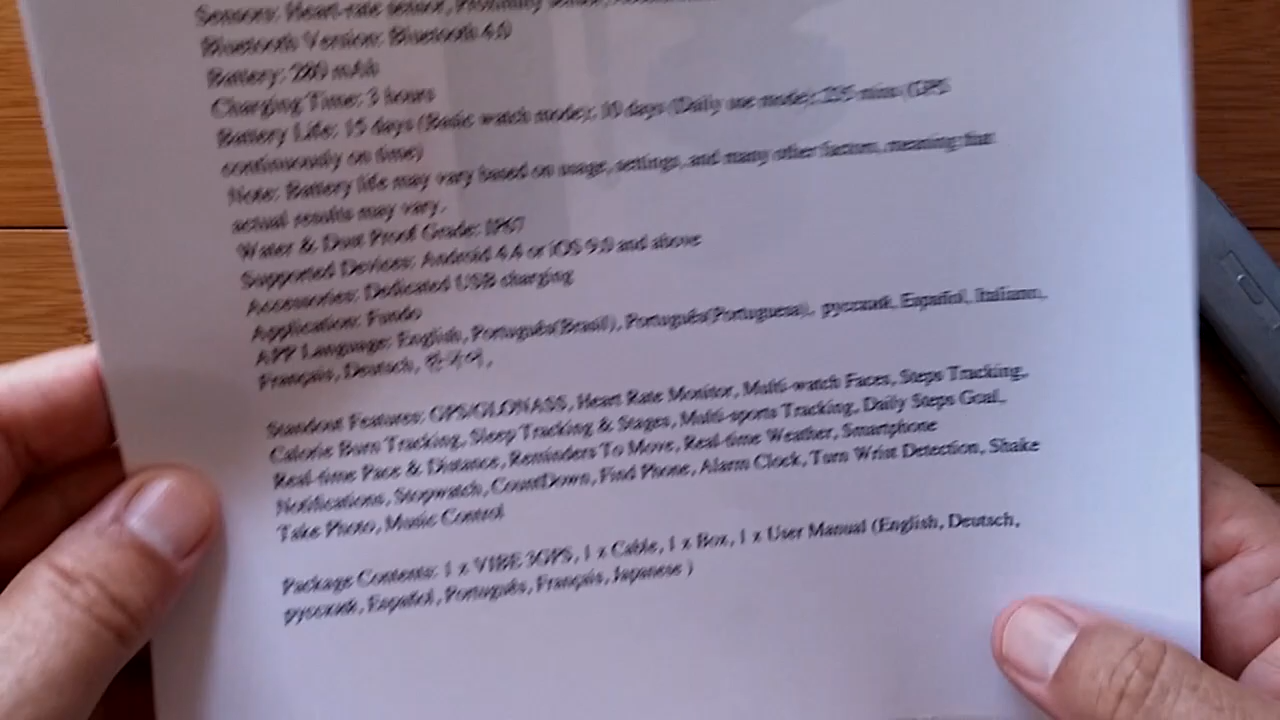 Sensors: Heart-rate sensor, Proximity
Bluetooth Version: Bluetooth 4.0
Battery: 280 mAh
Charging Time: 3 hours
Battery Life: 15 days (Basic watch mode); 10 days (Daily use mode); mins (GPS
continuously on time)
Note: Battery life may vary based on usage, settings, and many other factors, meaning that
actual results may vary.
Water & Dust Proof Grade: IP67
Supported Devices: Android 4.4 or iOS 9.0 and above
Accessories: Dedicated USB charging
Application: Fundo
APP Language: English, Português(Brasil), Português(Portuguesa), русский, Español, Italiano,
Français, Deutsch, 한국어,
Standout Features: GPS/GLONASS, Heart Rate Monitor, Multi-watch Faces, Steps Tracking,
Calorie Burn Tracking, Sleep Tracking & Stages, Multi-sports Tracking, Daily Steps Goal,
Real-time Pace & Distance, Reminders To Move, Real-time Weather, Smartphone
Notifications, Stopwatch, CountDown, Find Phone, Alarm Clock, Turn Wrist Detection, Shake
Take Photo, Music Control
Package Contents: 1 x VIBE 3GPS, 1 x Cable, 1 x Box, 1 x User Manual (English, Deutsch,
русский, Español, Português, Français, Japanese )